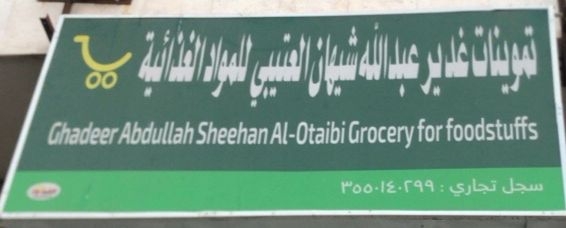 تموينات غدير عبدالله شيهان العتيبي للمواد الغذائية
Ghadeer Abdullah Sheehan Al-Otaibi Grocery for foodstuffs
سجل تجاري : ٣٥٥٠١٤٠٢٩٩